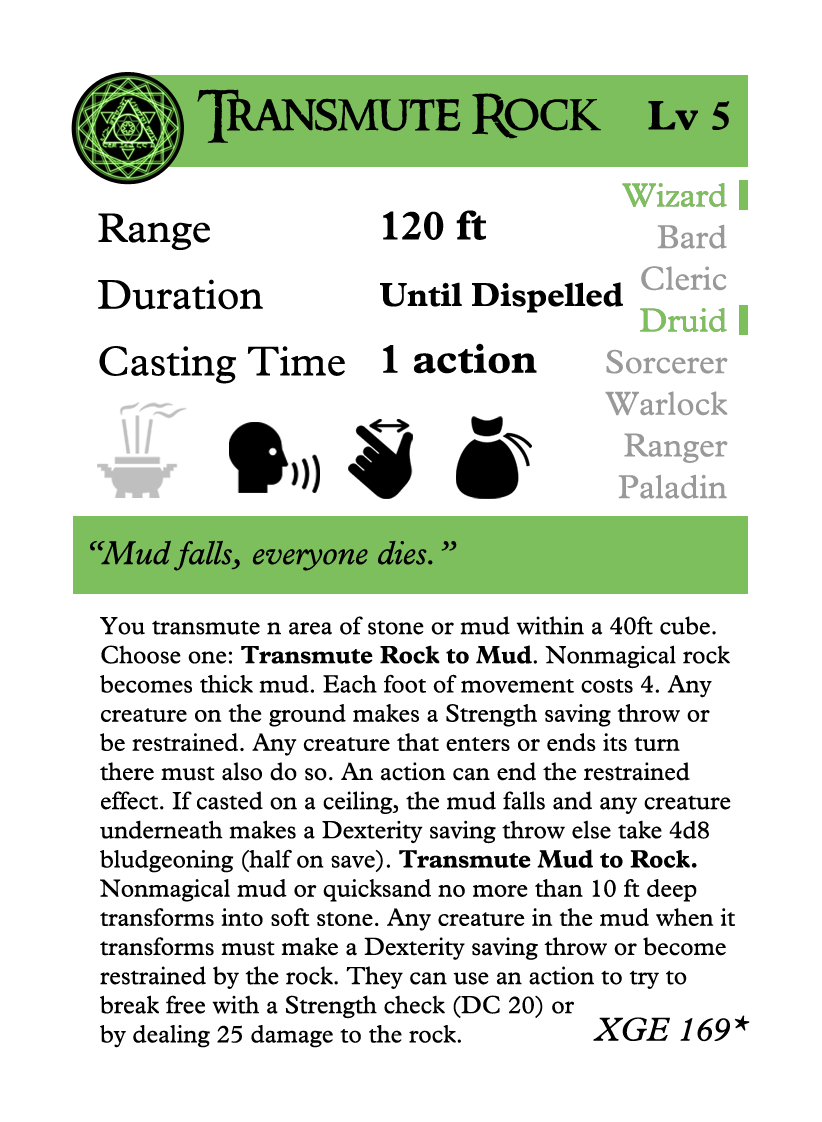 Transmute Rock Lv 5
Wizard
Range 120 ft
Bard
Cleric
Duration Until Dispelled
Druid
Casting Time 1 action
Sorcerer
Warlock
Ranger
Paladin
“Mud falls, everyone dies.”
You transmute n area of stone or mud within a 40ft cube.
Choose one: Transmute Rock to Mud. Nonmagical rock
becomes thick mud. Each foot of movement costs 4. Any
creature on the ground makes a Strength saving throw or
be restrained. Any creature that enters or ends its turn
there must also do so. An action can end the restrained
effect. If casted on a ceiling, the mud falls and any creature
underneath makes a Dexterity saving throw else take 4d8
bludgeoning (half on save). Transmute Mud to Rock.
Nonmagical mud or quicksand no more than 10 ft deep
transforms into soft stone. Any creature in the mud when it
transforms must make a Dexterity saving throw or become
restrained by the rock. They can use an action to try to
break free with a Strength check (DC 20) or
by dealing 25 damage to the rock.
XGE 169*